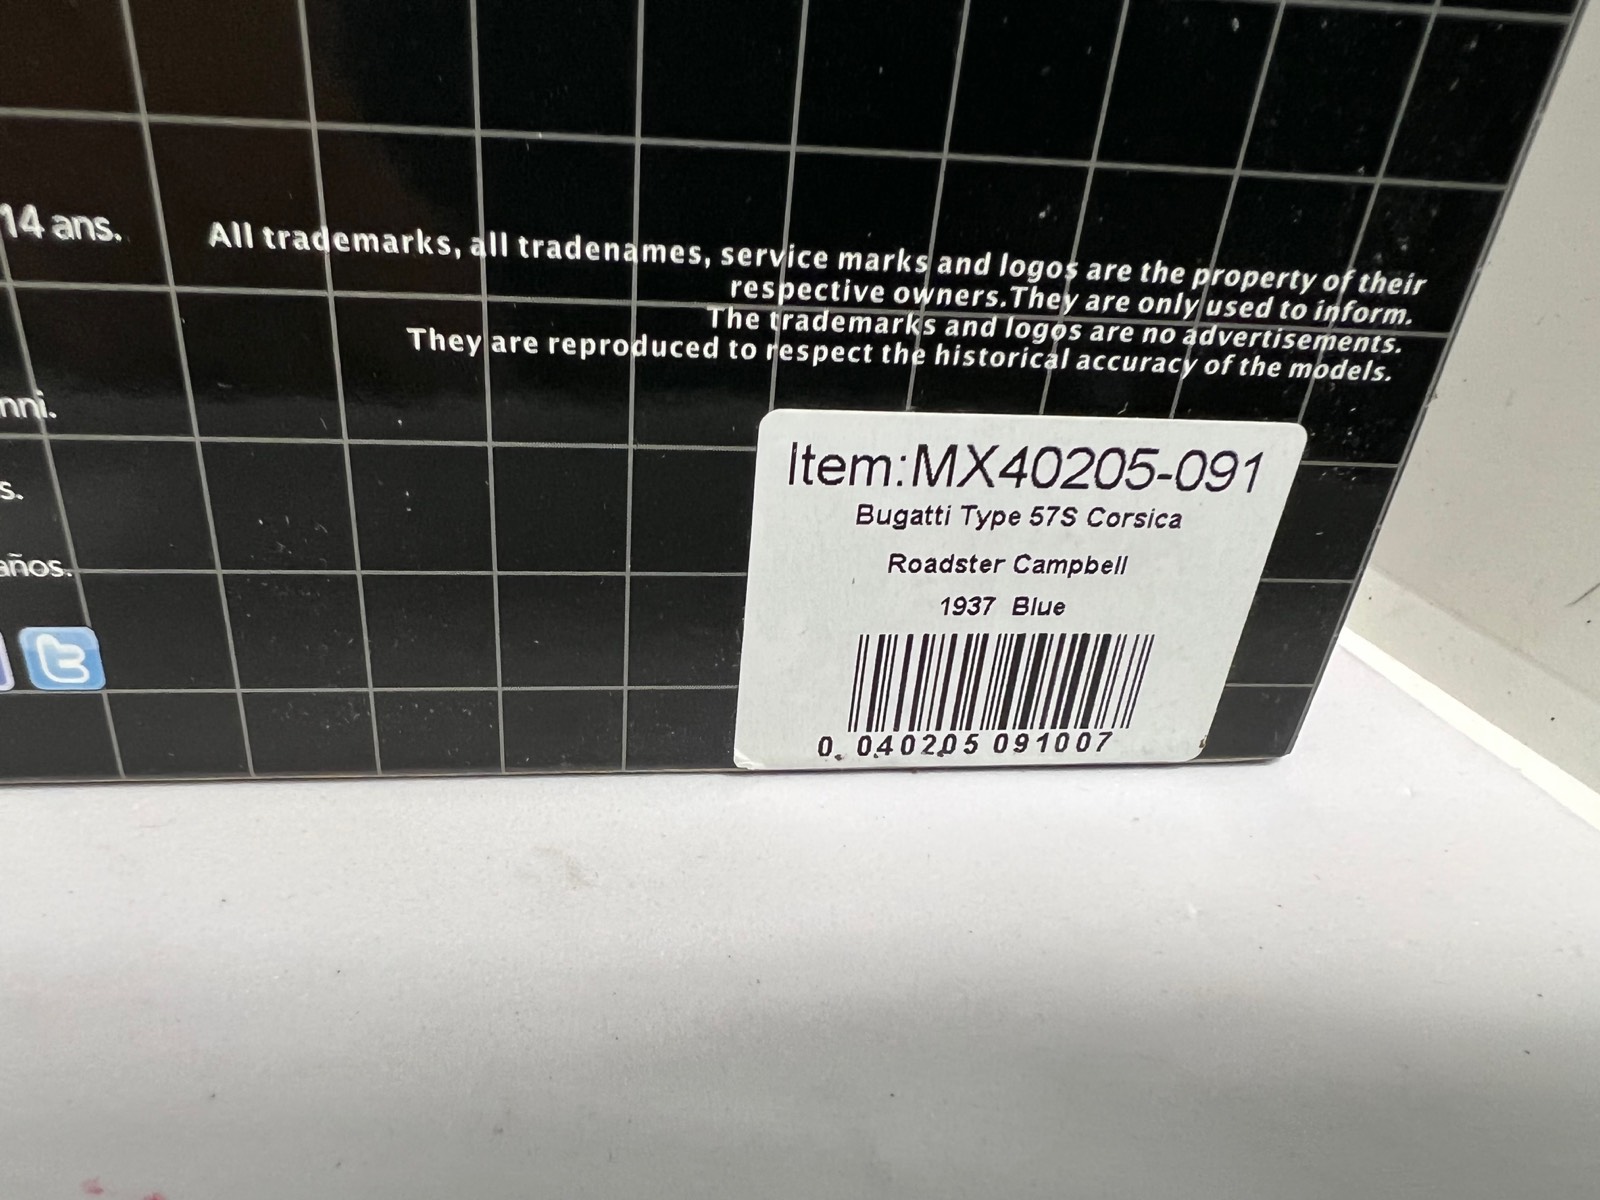 14 ans.
All trademarks, all tradenames, service marks and logos are the property of their
respective owners.They are only used to inform.
The trademarks and logos are no advertisements.
They are reproduced to respect the historical accuracy of the models.
nni.
s.
años.
Item:MX40205-091
Bugatti Type 57S Corsica
Roadster Campbell
1937 Blue
0 040205 091007